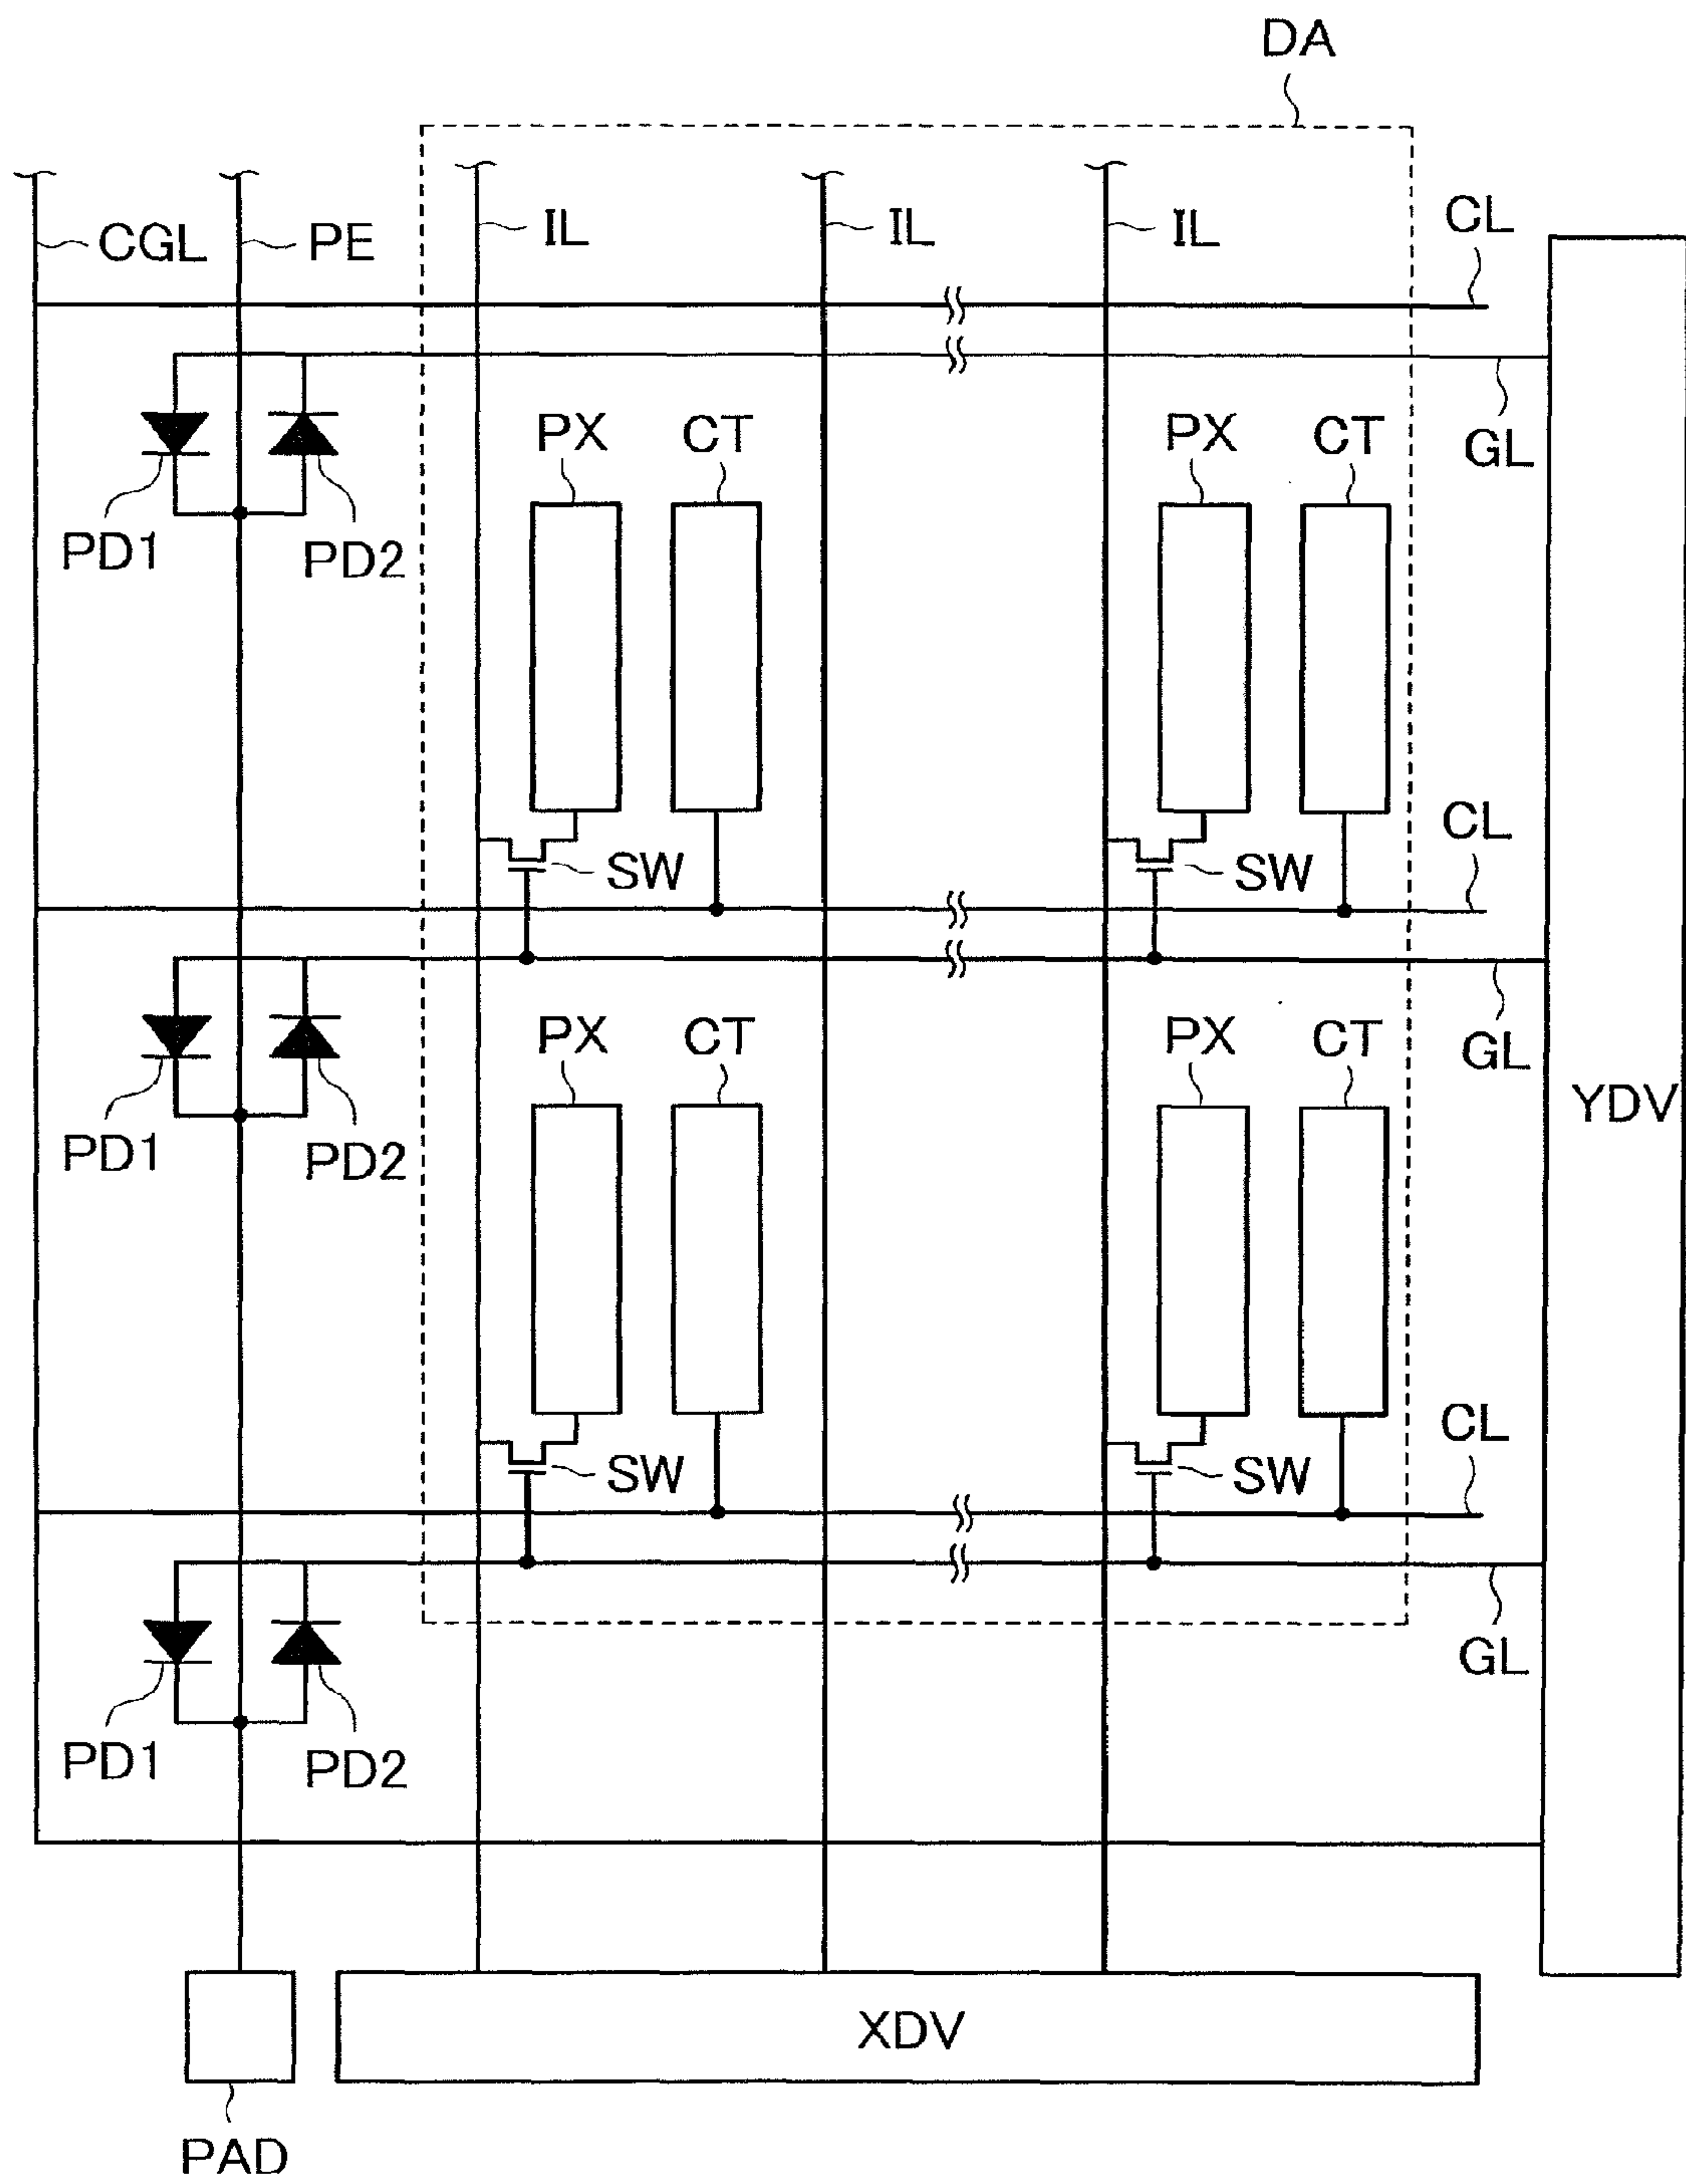 DA
CGL PE IL IL IL CL
PX CT PX CT GL
PD1 PD2
SW SW CL
PX CT PX CT GL
YDV
PD1 PD2
SW SW CL
GL
PD1 PD2
XDV
PAD